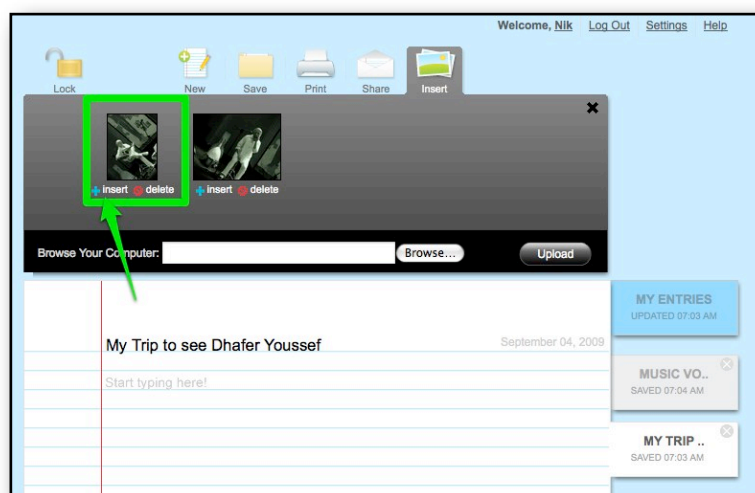 Welcome, Nik Log Out Settings Help
Lock New Save Print Share Insert
insert delete insert delete
Browse Your Computer: Browse... Upload
MY ENTRIES
UPDATED 07:03 AM
My Trip to see Dhafer Youssef September 04, 2009
Start typing here!
MUSIC VO..
SAVED 07:04 AM
MY TRIP ..
SAVED 07:03 AM